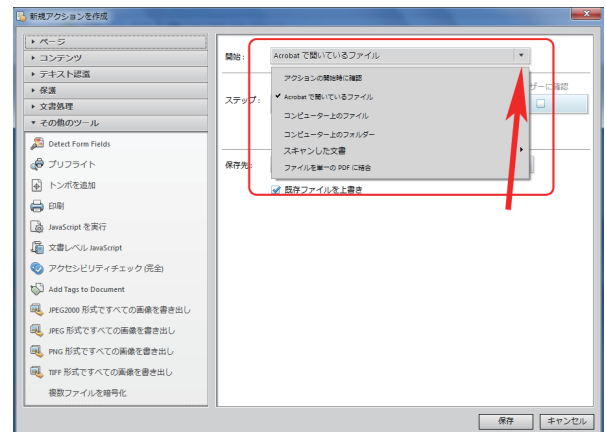 新規アクションを作成
ページ
コンテンツ
テキスト認識
保護
文書処理
その他のツール
Detect Form Fields
プリフライト
トンボを追加
印刷
JavaScript を実行
文書レベル JavaScript
アクセシビリティチェック (完全)
Add Tags to Document
JPEG2000 形式ですべての画像を書き出し
JPEG 形式ですべての画像を書き出し
PNG 形式ですべての画像を書き出し
TIFF 形式ですべての画像を書き出し
複数ファイルを暗号化
開始:
Acrobat で開いているファイル
アクションの開始時に確認
Acrobat で開いているファイル
コンピューター上のファイル
コンピューター上のフォルダー
スキャンした文書
ファイルを単一の PDF に結合
ステップ:
ザーに確認
保存先:
既存ファイルを上書き
保存
キャンセル